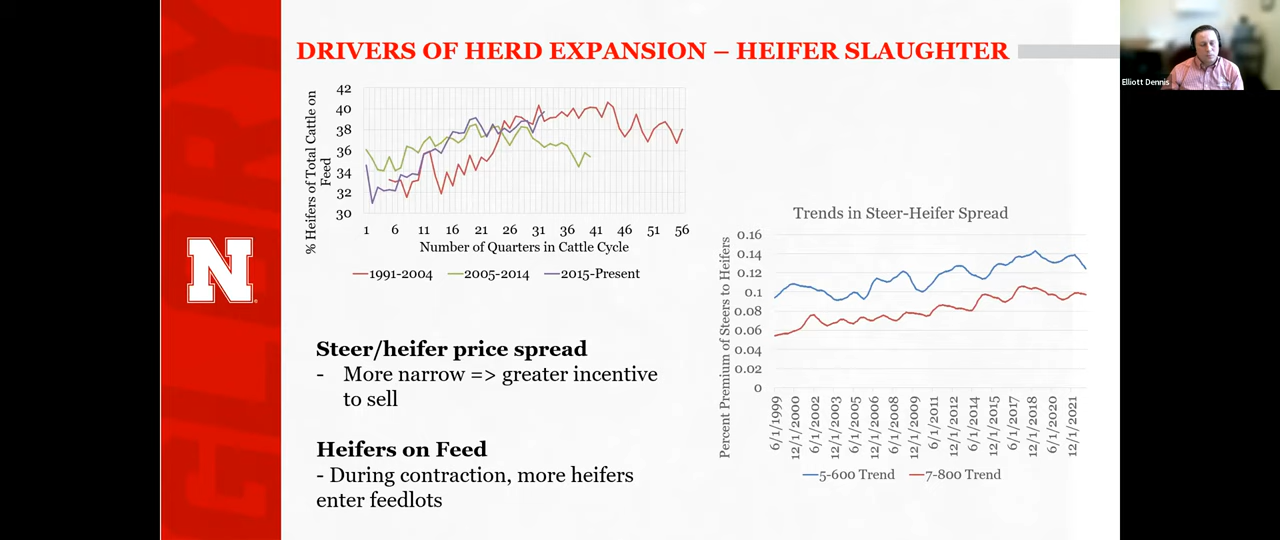 DRIVERS OF HERD EXPANSION – HEIFER SLAUGHTER
Elliott Dennis
% Heifers of Total Cattle on
Feed
42
40
38
36
34
32
30
1 6 11 16 21 26 31 36 41 46 51 56
Number of Quarters in Cattle Cycle
1991-2004 2005-2014 2015-Present
Steer/heifer price spread
- More narrow => greater incentive
to sell
Heifers on Feed
- During contraction, more heifers
enter feedlots
Trends in Steer-Heifer Spread
Percent Premium of Steers to Heifers
0.16
0.14
0.12
0.1
0.08
0.06
0.04
0.02
0
6/1/1999
12/1/2000
6/1/2002
12/1/2003
6/1/2005
12/1/2006
6/1/2008
12/1/2009
6/1/2011
12/1/2012
6/1/2014
12/1/2015
6/1/2017
12/1/2018
6/1/2020
12/1/2021
5-600 Trend 7-800 Trend
N
GLORY